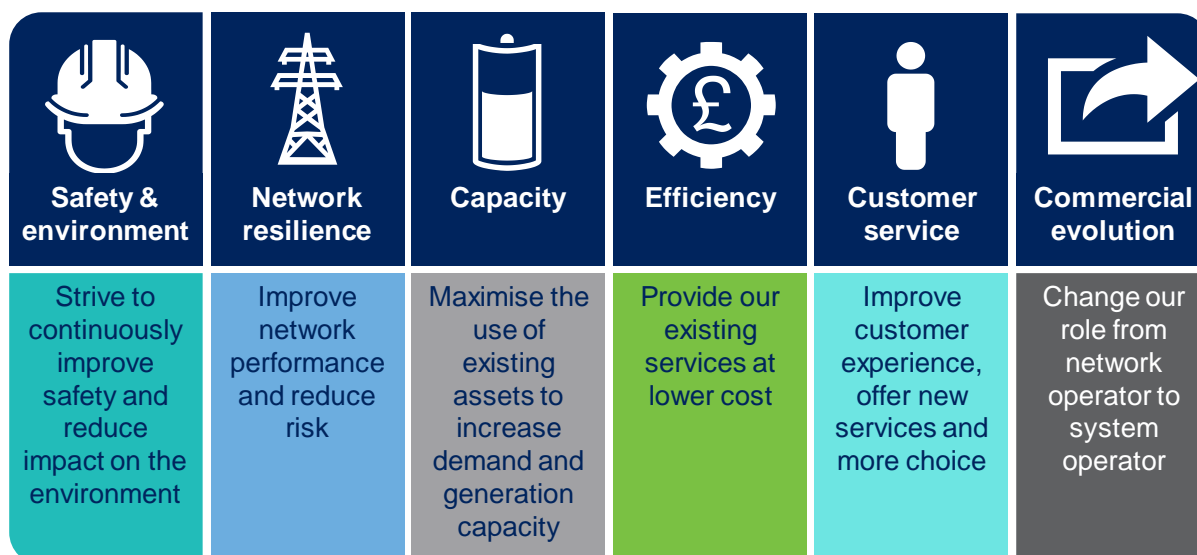 £
Safety &
environment
Network
resilience
Capacity
Efficiency
Customer
service
Commercial
evolution
Strive to
continuously
improve
safety and
reduce
impact on the
environment
Improve
network
performance
and reduce
risk
Maximise the
use of
existing
assets to
increase
demand and
generation
capacity
Provide our
existing
services at
lower cost
Improve
customer
experience,
offer new
services and
more choice
Change our
role from
network
operator to
system
operator